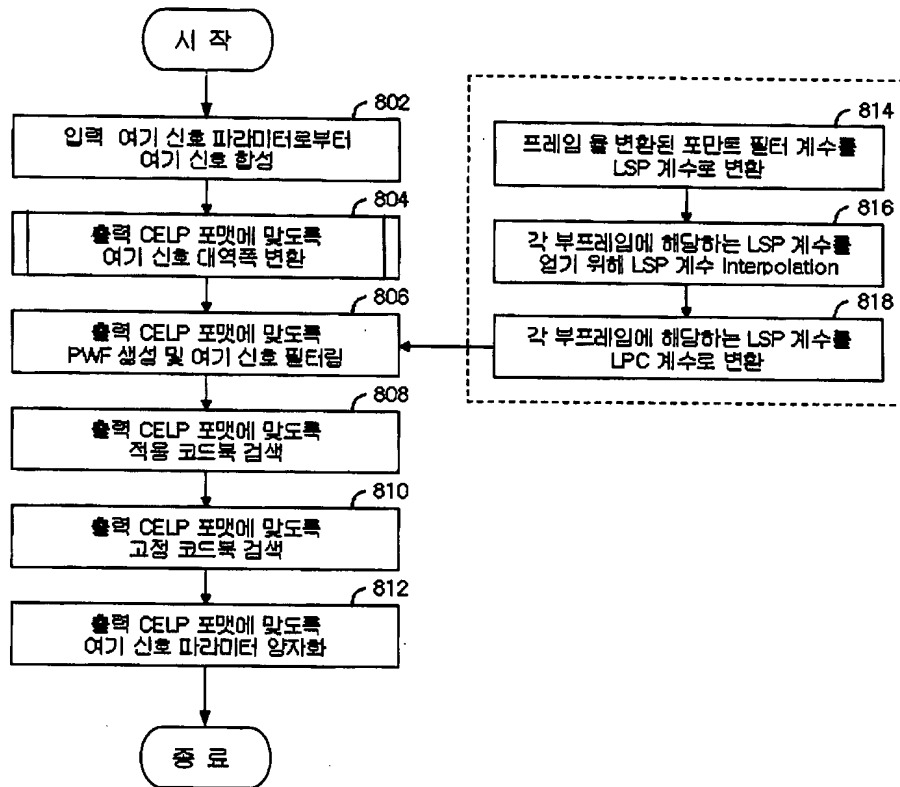 시 작
802
입력 여기 신호 파라미터로부터
여기 신호 합성
804
출력 CELP 포맷에 맞도록
여기 신호 대역폭 변환
806
출력 CELP 포맷에 맞도록
PWF 생성 및 여기 신호 필터링
808
출력 CELP 포맷에 맞도록
적응 코드북 검색
810
출력 CELP 포맷에 맞도록
고정 코드북 검색
812
출력 CELP 포맷에 맞도록
여기 신호 파라미터 양자화
종 료
814
프레임 율 변환된 포만트 필터 계수를
LSP 계수로 변환
816
각 부프레임에 해당하는 LSP 계수를
얻기 위해 LSP 계수 Interpolation
818
각 부프레임에 해당하는 LSP 계수를
LPC 계수로 변환